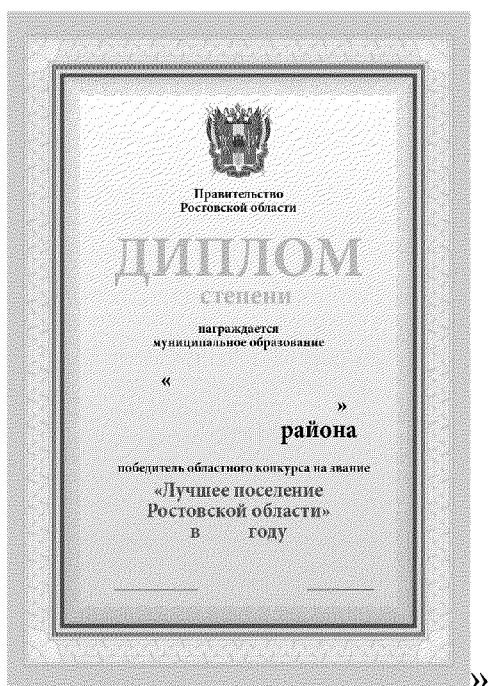 Правительство
Ростовской области
ДИПЛОМ
степени
награждается
муниципальное образование
«
»
района
победитель областного конкурса на звание
«Лучшее поселение
Ростовской области»
в году
»